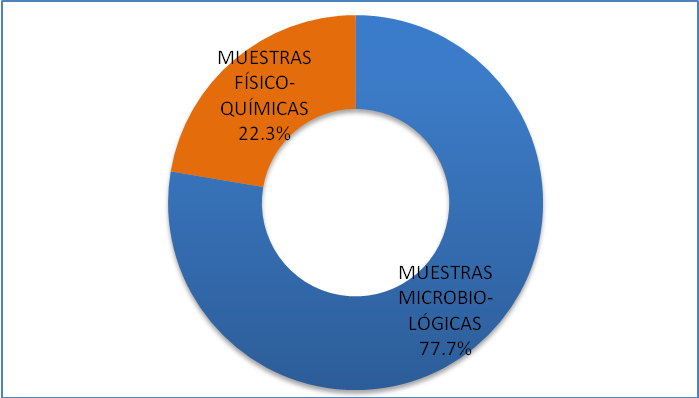 MUESTRAS
FÍSICO-
QUÍMICAS
22.3%
MUESTRAS
MICROBIO-
LÓGICAS
77.7%